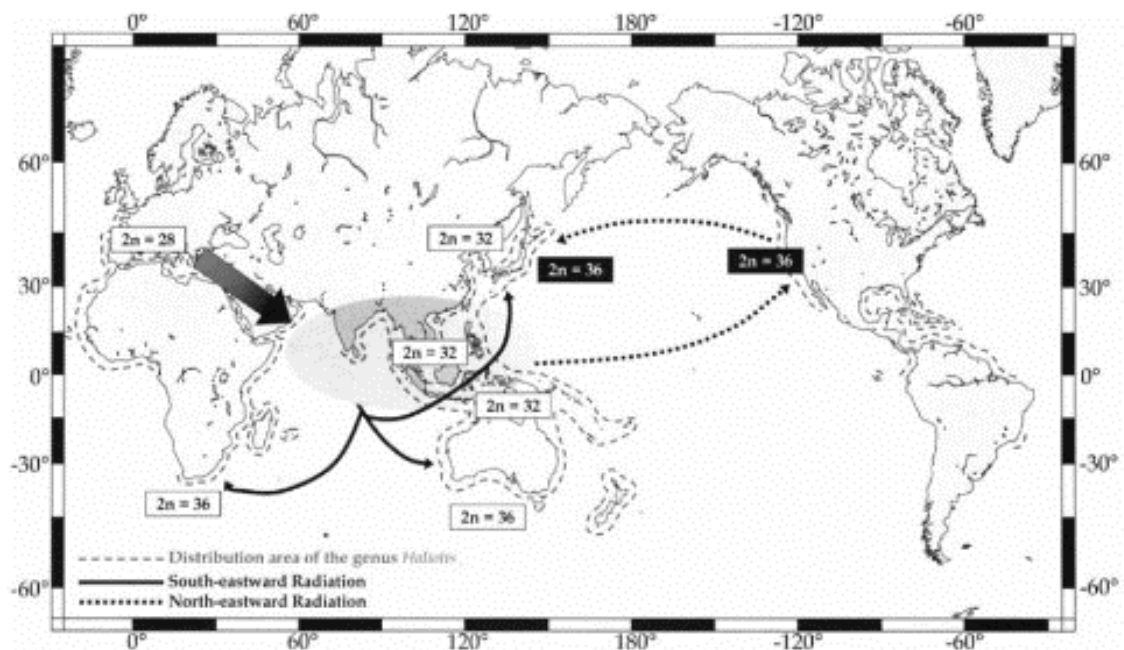 0° 60° 120° 180° -120° -60°
60° 60°
2n = 28 2n = 32
2n = 36 2n = 36
30° 30°
2n = 32
0° 0°
2n = 32
-30° -30°
2n = 36 2n = 36
Distribution area of the genus Haliotis
South-eastward Radiation
-60° -60°
North-eastward Radiation
0° 60° 120° 180° -120° -60°